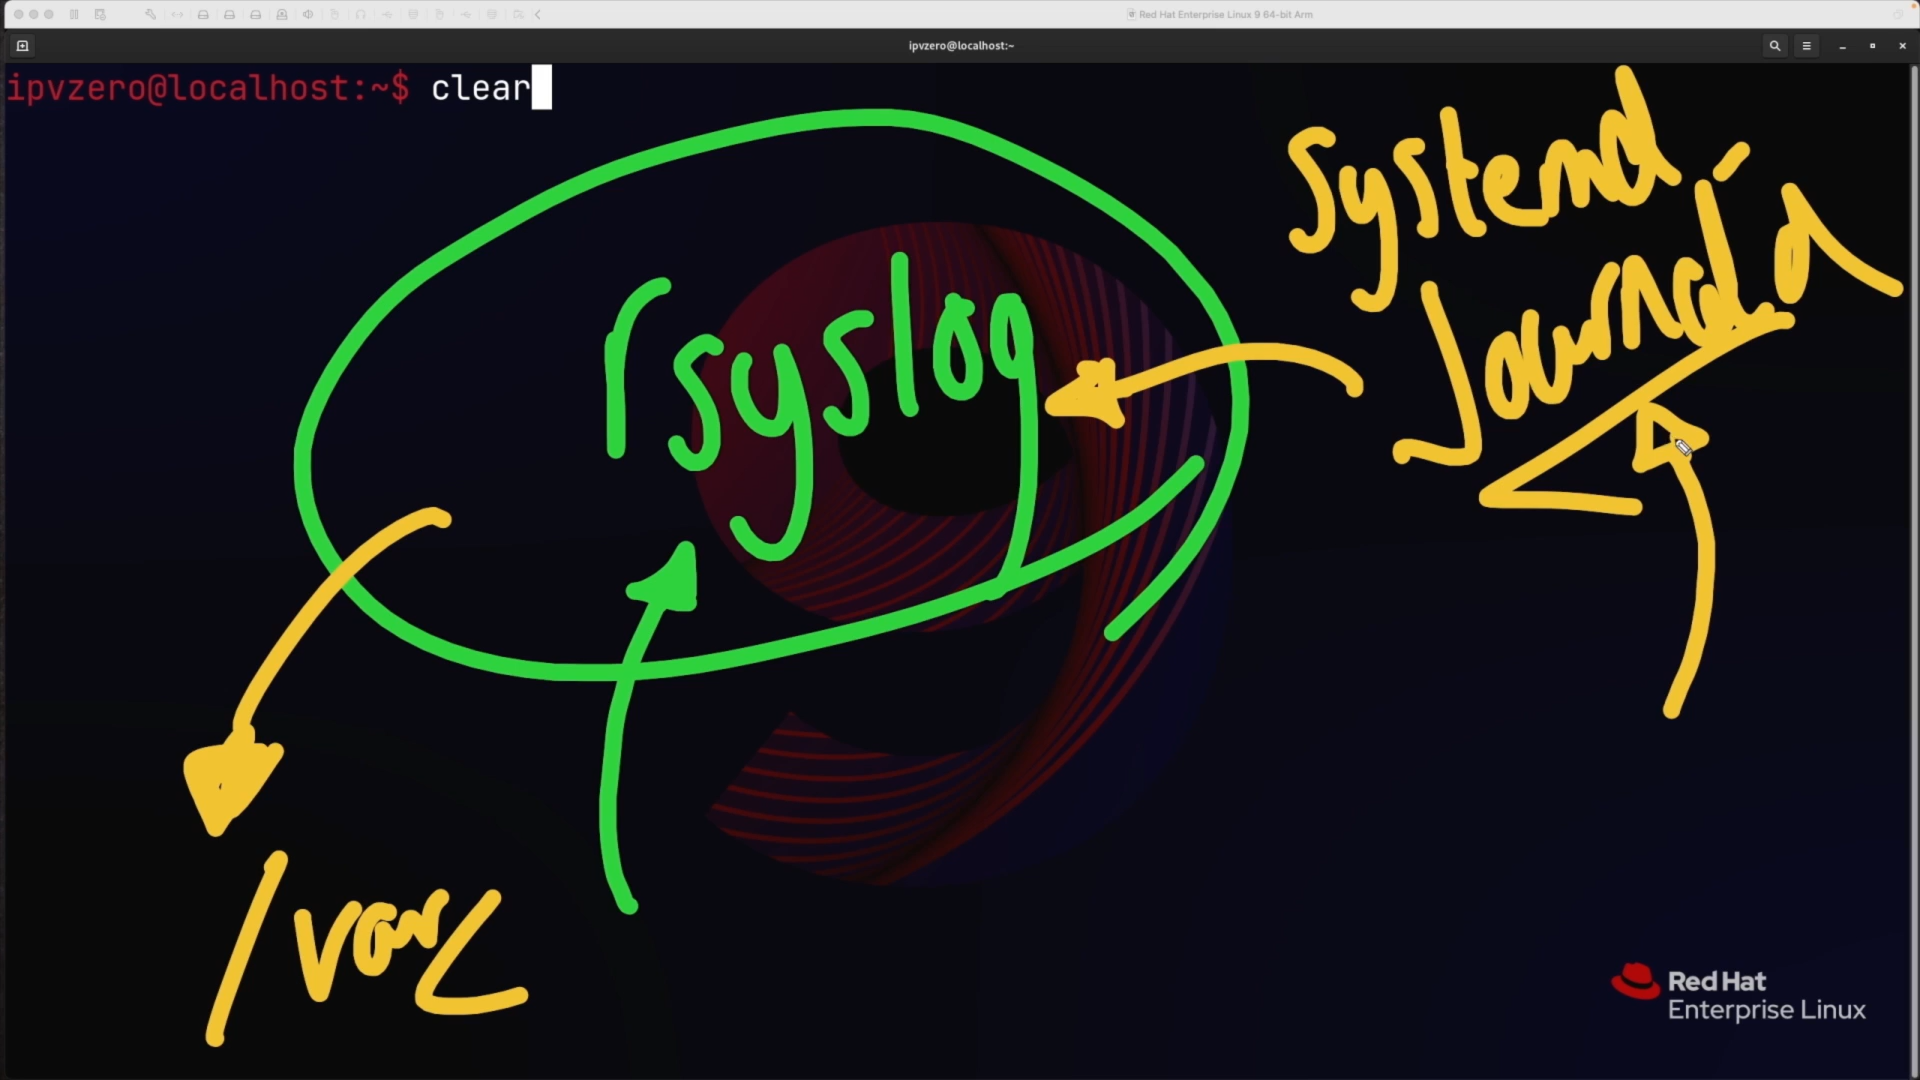 Red Hat Enterprise Linux 9 64-bit Arm
ipvzero@localhost:~
ipvzero@localhost:~$ clear
systemd
Journald
rsyslog
/var/
Red Hat
Enterprise Linux